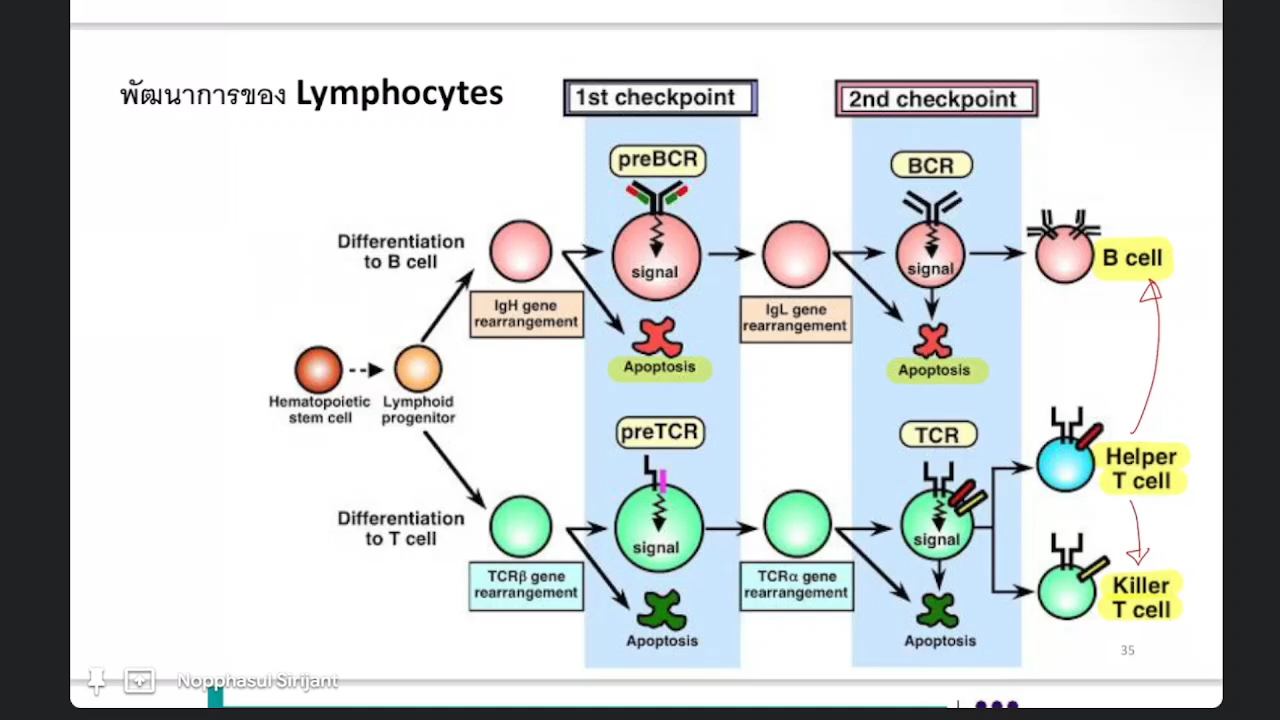 พัฒนาการของ Lymphocytes
1st checkpoint
2nd checkpoint
preBCR
BCR
Differentiation
to B cell
signal
signal
B cell
IgH gene
rearrangement
IgL gene
rearrangement
Apoptosis
Apoptosis
Hematopoietic
stem cell
Lymphoid
progenitor
preTCR
TCR
Helper
T cell
Differentiation
to T cell
signal
signal
TCRβ gene
rearrangement
TCRα gene
rearrangement
Killer
T cell
Apoptosis
Apoptosis
35
Nopphasul Sirijant